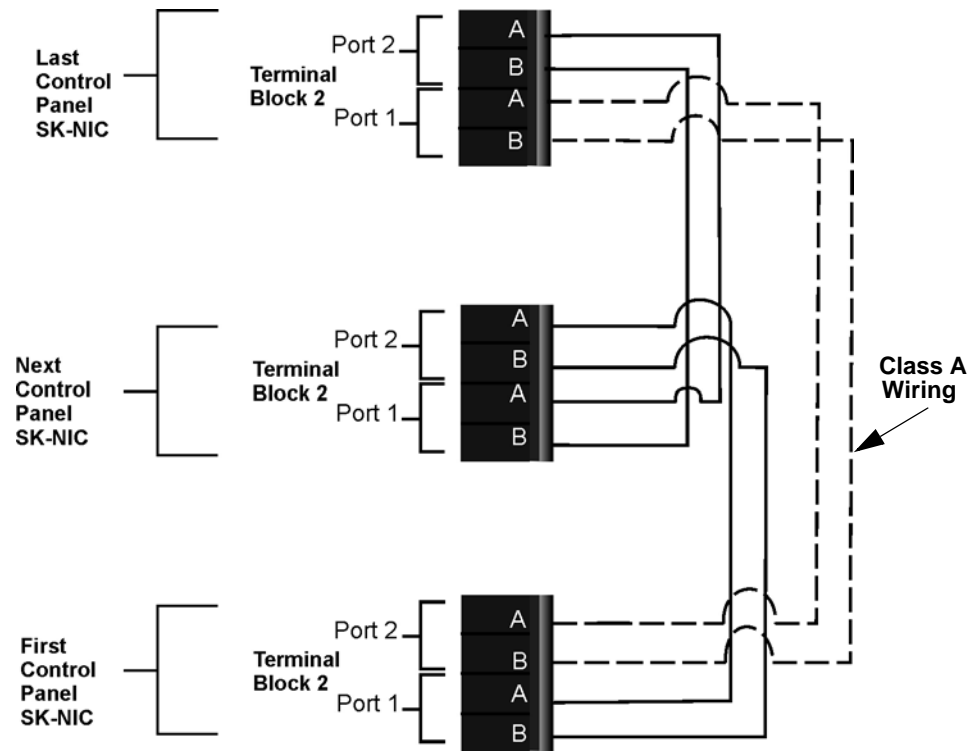 Last
Control
Panel
SK-NIC
Terminal
Block 2
Port 2
Port 1
A
B
A
B
Next
Control
Panel
SK-NIC
Terminal
Block 2
Port 2
Port 1
A
B
A
B
Class A
Wiring
First
Control
Panel
SK-NIC
Terminal
Block 2
Port 2
Port 1
A
B
A
B